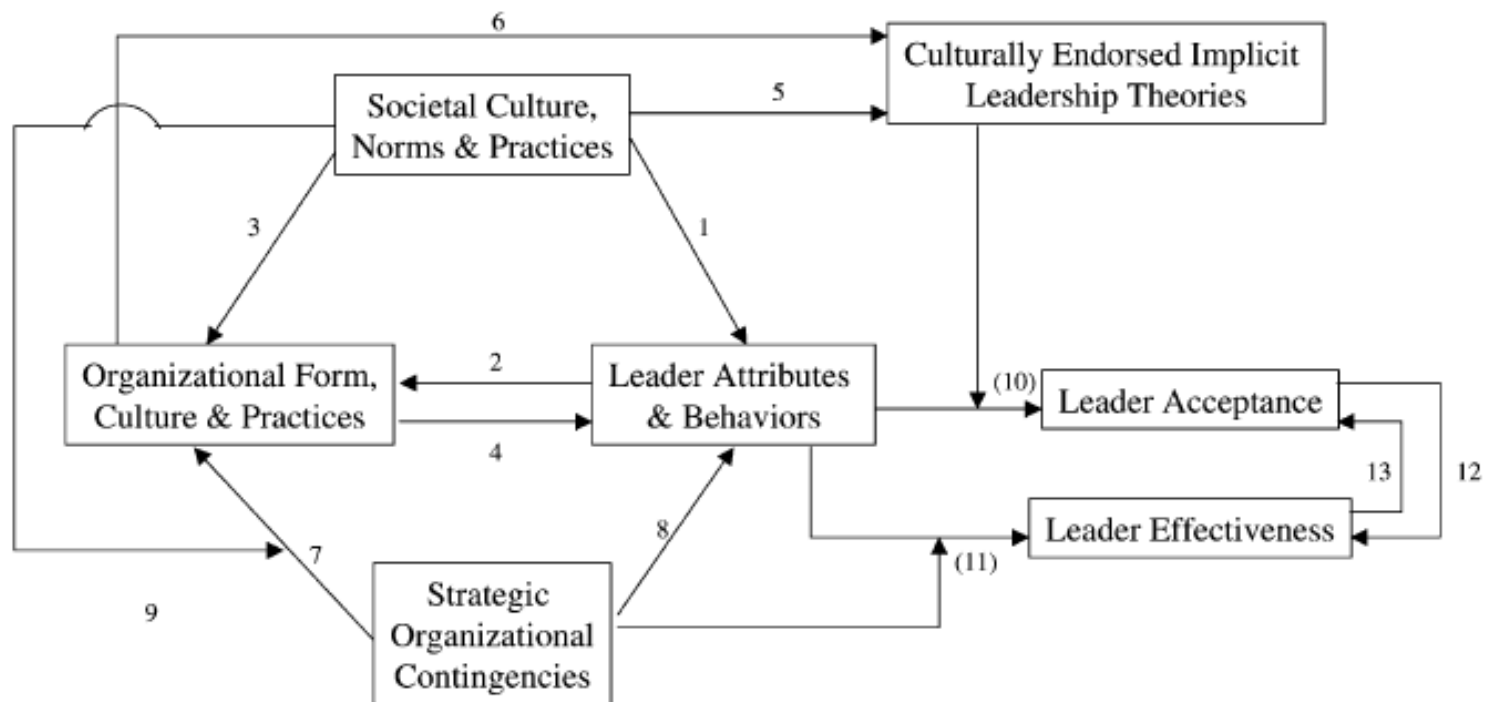 6
Culturally Endorsed Implicit
Leadership Theories
Societal Culture,
Norms & Practices
5
3
1
Organizational Form,
Culture & Practices
2
4
Leader Attributes
& Behaviors
(10)
Leader Acceptance
13
12
Leader Effectiveness
(11)
7
8
9
Strategic
Organizational
Contingencies